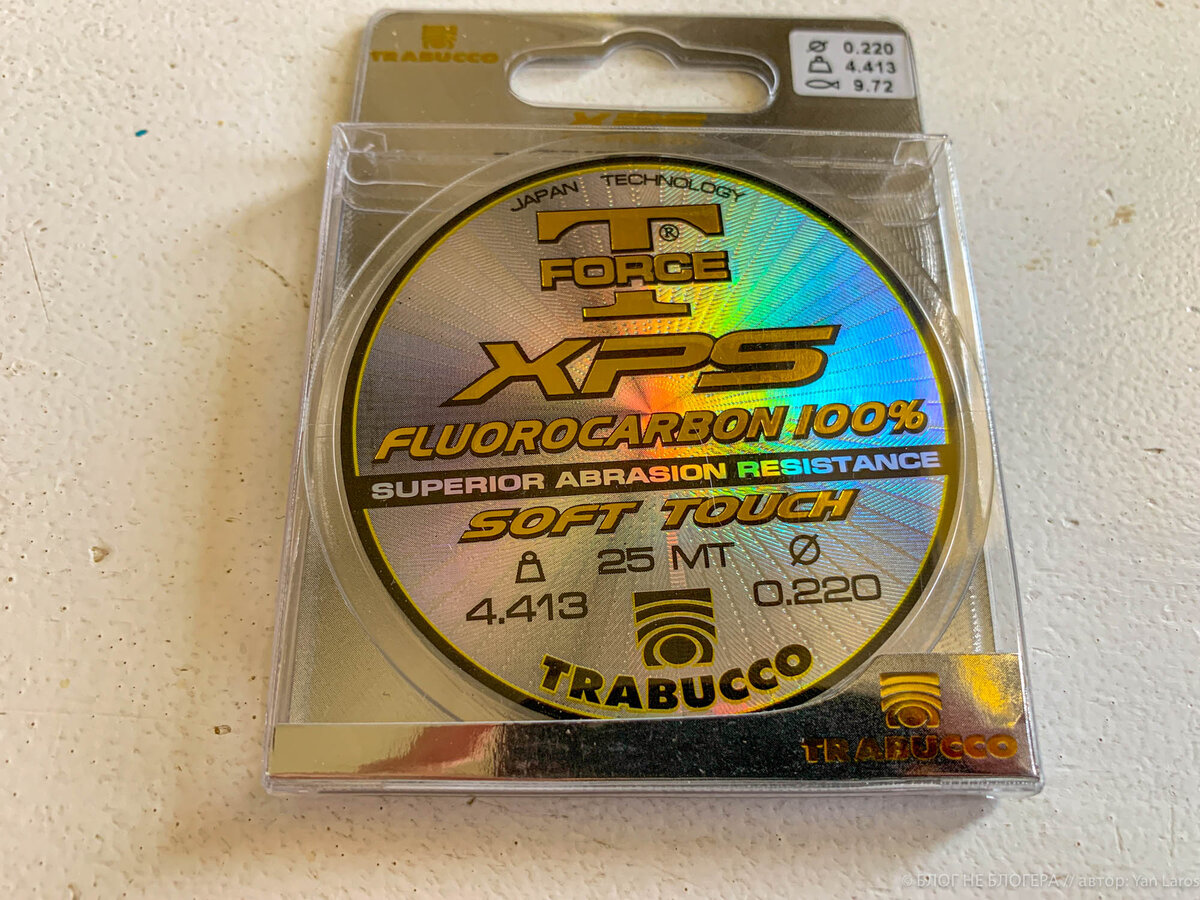 TRABUCCO
Ø 0.220
4.413
9.72
XPS
JAPAN TECHNOLOGY
T ®
FORCE
XPS
FLUOROCARBON 100%
SUPERIOR ABRASION RESISTANCE
SOFT TOUCH
25 MT Ø
4.413 0.220
TRABUCCO
TRABUCCO
© БЛОГ НЕ БЛОГЕРА // автор: Yan Laros